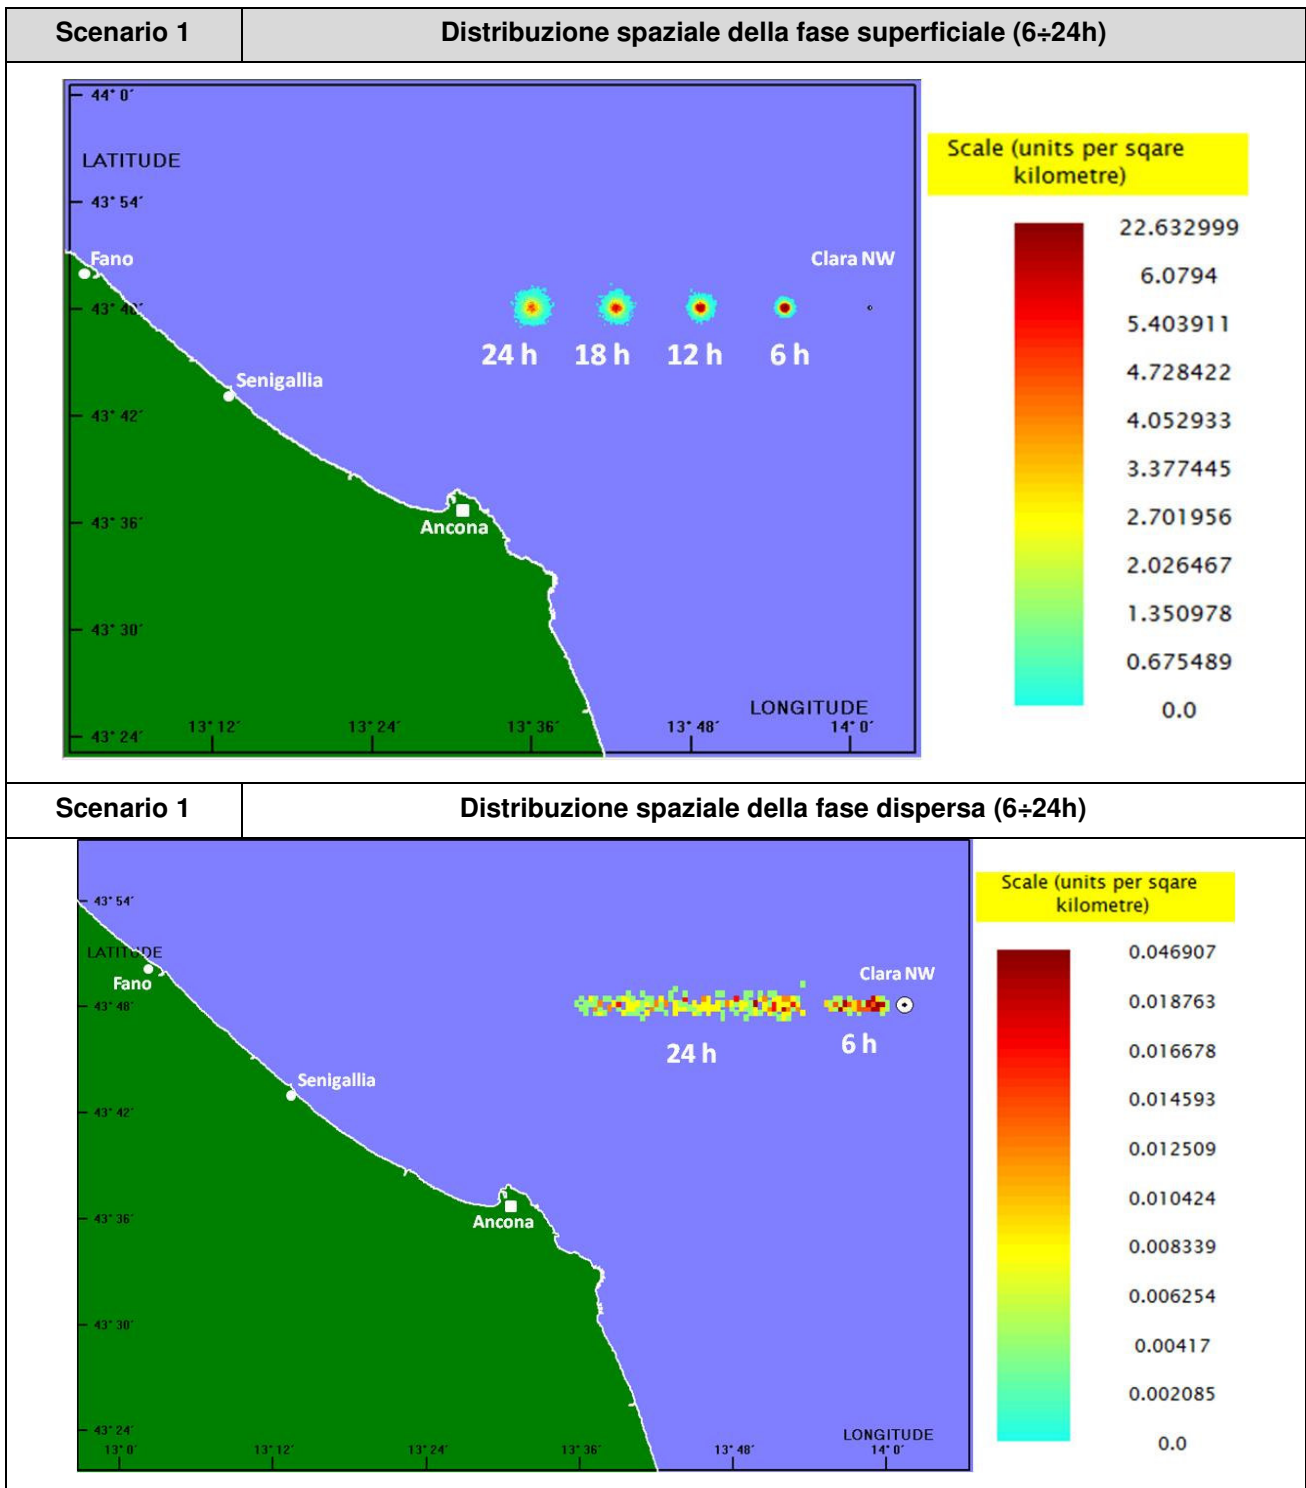 Scenario 1
Distribuzione spaziale della fase superficiale (6÷24h)
44° 0´
LATITUDE
43° 54´
Fano
Clara NW
Scale (units per sqare
kilometre)
22.632999
6.0794
5.403911
4.728422
4.052933
3.377445
2.701956
2.026467
1.350978
0.675489
0.0
24 h
18 h
12 h
6 h
Senigallia
43° 42´
43° 36´
Ancona
43° 30´
LONGITUDE
43° 24´
13° 12´
13° 24´
13° 36´
13° 48´
14° 0´
Scenario 1
Distribuzione spaziale della fase dispersa (6÷24h)
43° 54´
LATITUDE
Fano
Clara NW
43° 48´
24 h
6 h
Scale (units per sqare
kilometre)
0.046907
0.018763
0.016678
0.014593
0.012509
0.010424
0.008339
0.006254
0.00417
0.002085
0.0
Senigallia
43° 42´
43° 36´
Ancona
43° 30´
43° 24´
LONGITUDE
13° 0´
13° 12´
13° 24´
13° 36´
13° 48´
14° 0´